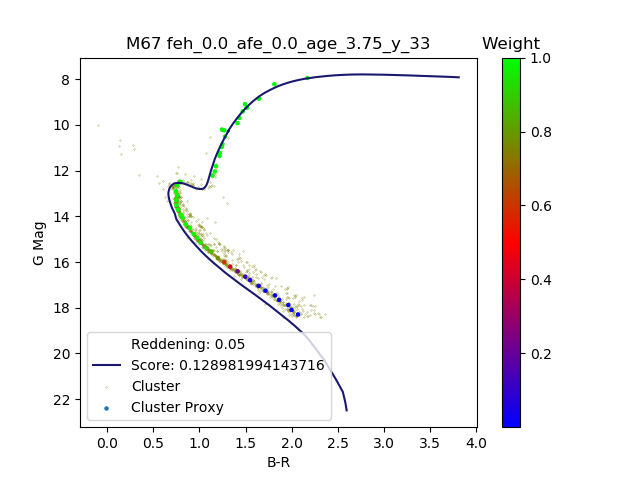 M67 feh_0.0_afe_0.0_age_3.75_y_33
Weight
8
10
12
14
16
18
20
22
G Mag
0.0 0.5 1.0 1.5 2.0 2.5 3.0 3.5 4.0
B-R
Reddening: 0.05
Score: 0.128981994143716
Cluster
Cluster Proxy
1.0
0.8
0.6
0.4
0.2